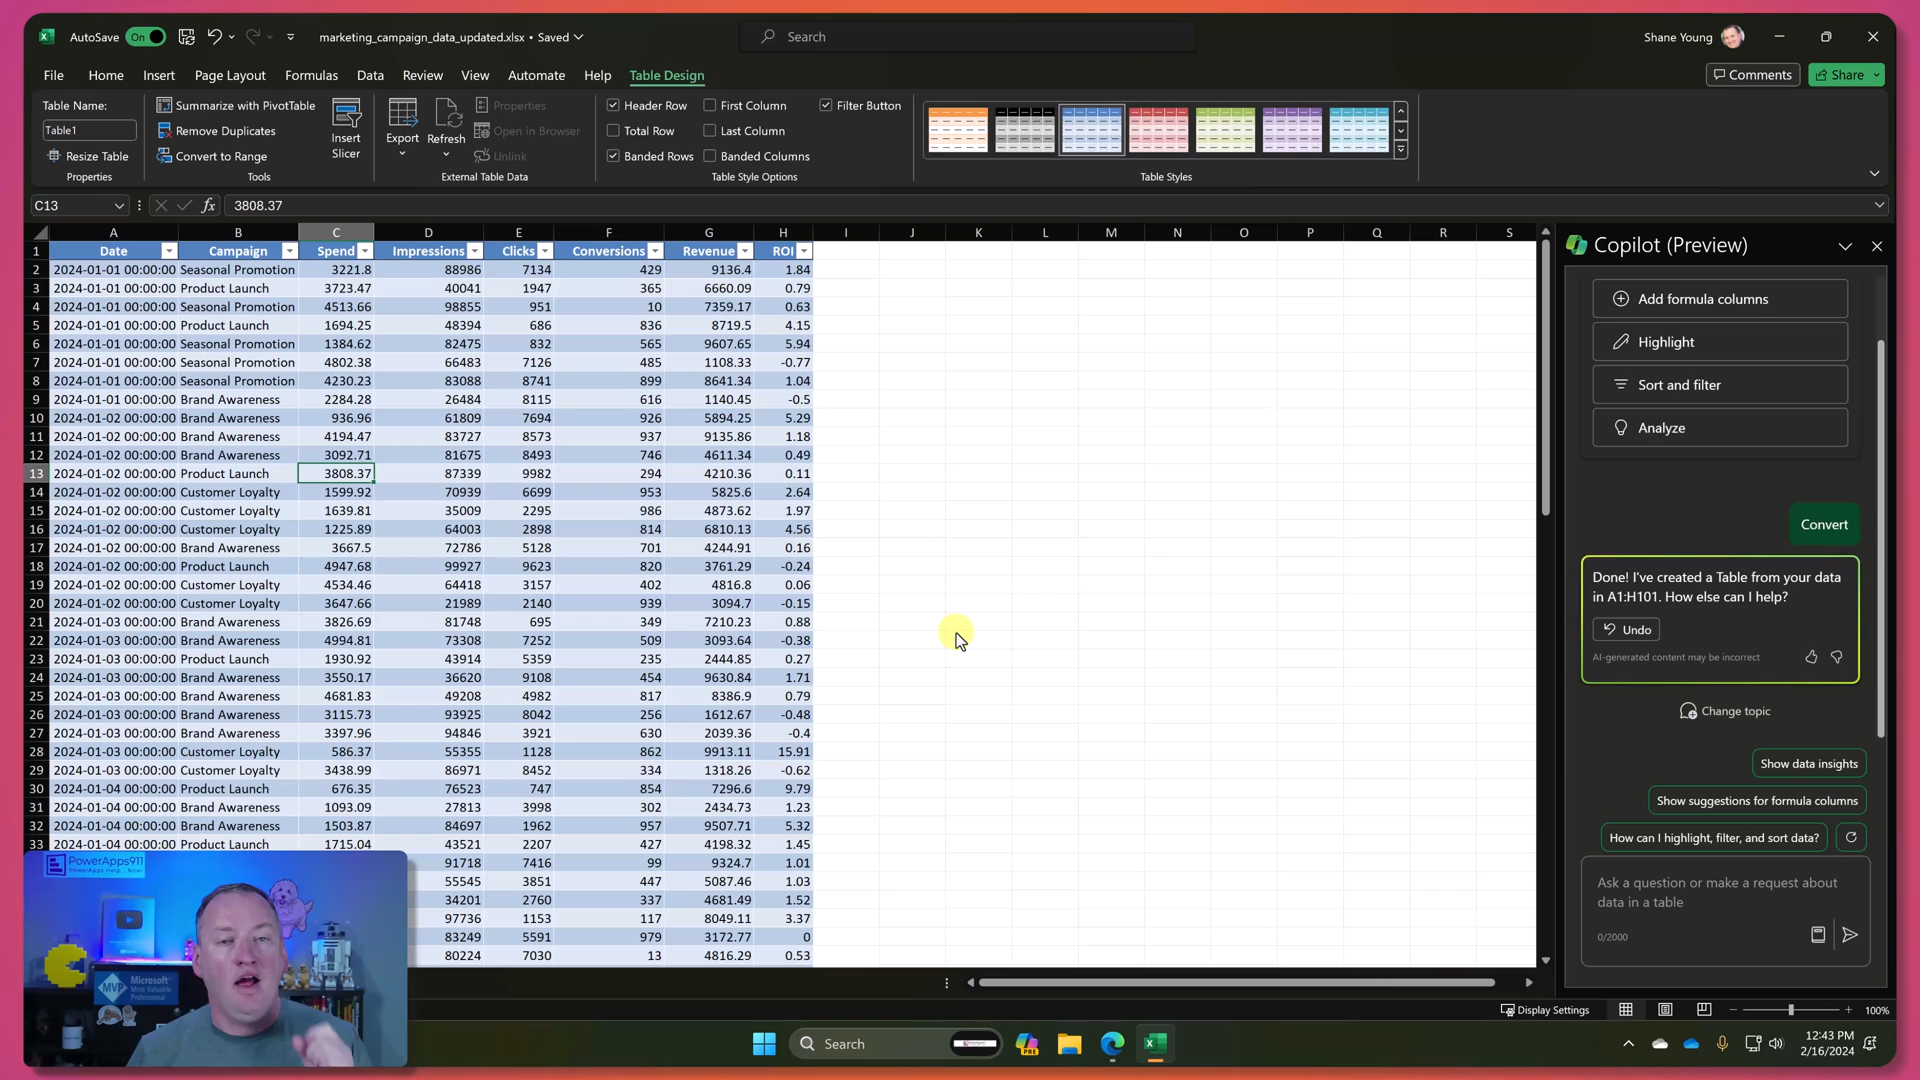 AutoSave On marketing_campaign_data_updated.xlsx • Saved Search Shane Young
File Home Insert Page Layout Formulas Data Review View Automate Help Table Design Comments Share
Table Name:
Table1
Resize Table
Properties
Summarize with PivotTable
Remove Duplicates
Convert to Range
Tools
Insert
Slicer
Export
Refresh
Properties
Open in Browser
Unlink
External Table Data
Header Row First Column Filter Button
Total Row Last Column
Banded Rows Banded Columns
Table Style Options
Table Styles
C13 fx 3808.37
A B C D E F G H I J K L M N O P Q R S
1 Date Campaign Spend Impressions Clicks Conversions Revenue ROI
2 2024-01-01 00:00:00 Seasonal Promotion 3221.8 88986 7134 429 9136.4 1.84
3 2024-01-01 00:00:00 Product Launch 3723.47 40041 1947 365 6660.09 0.79
4 2024-01-01 00:00:00 Seasonal Promotion 4513.66 98855 951 10 7359.17 0.63
5 2024-01-01 00:00:00 Product Launch 1694.25 48394 686 836 8719.5 4.15
6 2024-01-01 00:00:00 Seasonal Promotion 1384.62 82475 832 565 9607.65 5.94
7 2024-01-01 00:00:00 Seasonal Promotion 4802.38 66483 7126 485 1108.33 -0.77
8 2024-01-01 00:00:00 Seasonal Promotion 4230.23 83088 8741 899 8641.34 1.04
9 2024-01-01 00:00:00 Brand Awareness 2284.28 26484 8115 616 1140.45 -0.5
10 2024-01-02 00:00:00 Brand Awareness 936.96 61809 7694 926 5894.25 5.29
11 2024-01-02 00:00:00 Brand Awareness 4194.47 83727 8573 937 9135.86 1.18
12 2024-01-02 00:00:00 Brand Awareness 3092.71 81675 8493 746 4611.34 0.49
13 2024-01-02 00:00:00 Product Launch 3808.37 87339 9982 294 4210.36 0.11
14 2024-01-02 00:00:00 Customer Loyalty 1599.92 70939 6699 953 5825.6 2.64
15 2024-01-02 00:00:00 Customer Loyalty 1639.81 35009 2295 986 4873.62 1.97
16 2024-01-02 00:00:00 Customer Loyalty 1225.89 64003 2898 814 6810.13 4.56
17 2024-01-02 00:00:00 Brand Awareness 3667.5 72786 5128 701 4244.91 0.16
18 2024-01-02 00:00:00 Product Launch 4947.68 99927 9623 820 3761.29 -0.24
19 2024-01-02 00:00:00 Customer Loyalty 4534.46 64418 3157 402 4816.8 0.06
20 2024-01-02 00:00:00 Customer Loyalty 3647.66 21989 2140 939 3094.7 -0.15
21 2024-01-02 00:00:00 Brand Awareness 3826.69 81748 695 349 7210.23 0.88
22 2024-01-02 00:00:00 Brand Awareness 4994.81 73308 7252 509 3093.64 -0.38
23 2024-01-02 00:00:00 Product Launch 1930.92 43914 5359 235 2444.85 0.27
24 2024-01-02 00:00:00 Brand Awareness 3550.17 36620 9108 454 9630.84 1.71
25 2024-01-03 00:00:00 Brand Awareness 4681.83 49208 4982 817 8386.9 0.79
26 2024-01-03 00:00:00 Brand Awareness 3115.73 93925 8042 256 1612.67 -0.48
27 2024-01-03 00:00:00 Brand Awareness 3397.96 94846 3921 630 2039.36 -0.4
28 2024-01-03 00:00:00 Customer Loyalty 586.37 55355 1128 862 9913.11 15.91
29 2024-01-03 00:00:00 Customer Loyalty 3438.99 86971 8452 334 1318.26 -0.62
30 2024-01-04 00:00:00 Product Launch 676.35 76523 747 854 7296.6 9.79
31 2024-01-04 00:00:00 Brand Awareness 1093.09 27813 3998 302 2434.73 1.23
32 2024-01-04 00:00:00 Brand Awareness 1503.87 84697 1962 957 9507.71 5.32
33 2024-01-04 00:00:00 Product Launch 1715.04 43521 2207 427 4198.32 1.45
91718 7416 99 9324.7 1.01
55545 3851 447 5087.46 1.03
34201 2760 337 4681.49 1.52
97736 1153 117 8049.11 3.37
83249 5591 979 3172.77 0
80224 7030 13 4816.29 0.53
Copilot (Preview)
Add formula columns
Highlight
Sort and filter
Analyze
Convert
Done! I've created a Table from your data
in A1:H101. How else can I help?
Undo
AI-generated content may be incorrect
Change topic
Show data insights
Show suggestions for formula columns
How can I highlight, filter, and sort data?
Ask a question or make a request about
data in a table
0/2000
PowerApps911
PowerApps Help... Now!
MVP
Microsoft
Most Valuable
Professional
Display Settings 100%
Search PRE 12:43 PM
2/16/2024